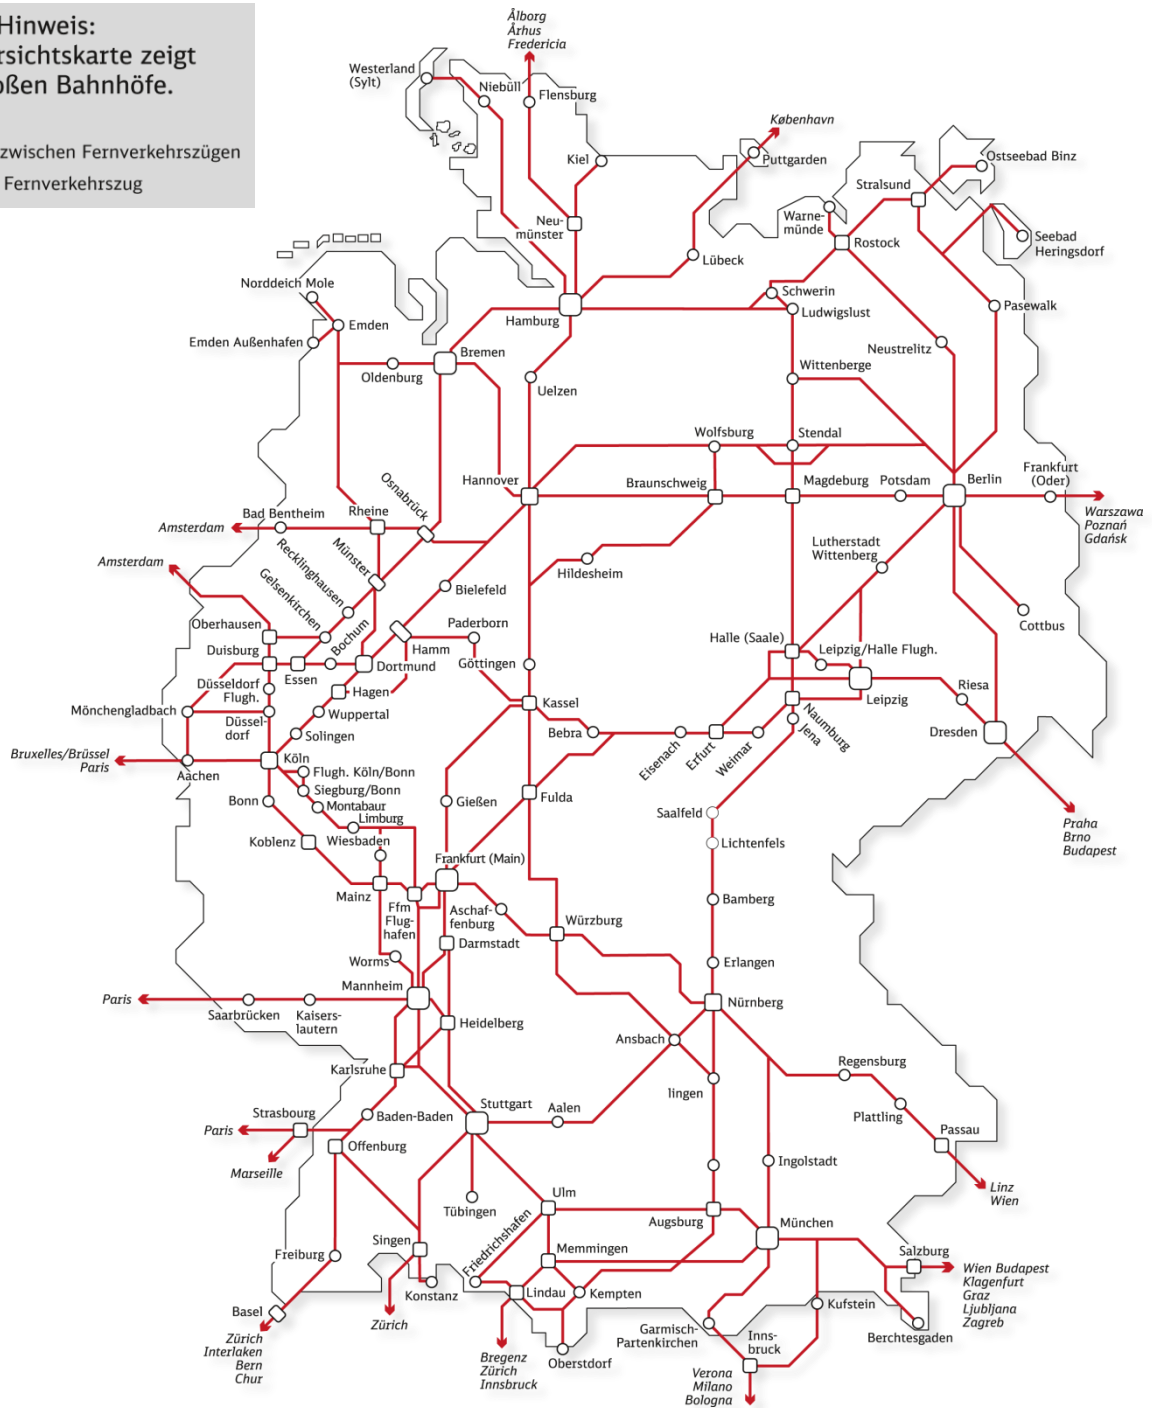 Hinweis:
rsichtskarte zeigt
oßen Bahnhöfe.
zwischen Fernverkehrszügen
Fernverkehrszug
Ålborg
Århus
Fredericia
Westerland
(Sylt)
Niebüll
Flensburg
København
Kiel
Puttgarden
Ostseebad Binz
Stralsund
Neu-
münster
Warne-
münde
Rostock
Seebad
Heringsdorf
Lübeck
Norddeich Mole
Schwerin
Hamburg
Ludwigslust
Pasewalk
Emden
Emden Außenhafen
Bremen
Neustrelitz
Oldenburg
Wittenberge
Uelzen
Wolfsburg
Stendal
Hannover
Osnabrück
Braunschweig
Magdeburg
Potsdam
Berlin
Frankfurt
(Oder)
Warszawa
Poznań
Gdańsk
Amsterdam
Bad Bentheim
Rheine
Lutherstadt
Wittenberg
Amsterdam
Recklinghausen
Münster
Hildesheim
Gelsenkirchen
Bielefeld
Cottbus
Oberhausen
Bochum
Paderborn
Hamm
Halle (Saale)
Leipzig/Halle Flugh.
Duisburg
Essen
Dortmund
Göttingen
Düsseldorf
Flugh.
Hagen
Leipzig
Riesa
Mönchengladbach
Düssel-
dorf
Wuppertal
Kassel
Naumburg
Jena
Dresden
Solingen
Bebra
Eisenach
Erfurt
Weimar
Bruxelles/Brüssel
Paris
Aachen
Köln
Flugh. Köln/Bonn
Siegburg/Bonn
Bonn
Montabaur
Limburg
Gießen
Fulda
Saalfeld
Praha
Brno
Budapest
Koblenz
Wiesbaden
Lichtenfels
Frankfurt (Main)
Mainz
Ffm
Flug-
hafen
Aschaf-
fenburg
Bamberg
Würzburg
Darmstadt
Worms
Erlangen
Mannheim
Paris
Saarbrücken
Kaisers-
lautern
Nürnberg
Heidelberg
Ansbach
Karlsruhe
Regensburg
lingen
Plattling
Strasbourg
Baden-Baden
Stuttgart
Aalen
Paris
Passau
Marseille
Offenburg
Ingolstadt
Linz
Wien
Tübingen
Ulm
Augsburg
München
Friedrichshafen
Singen
Memmingen
Salzburg
Freiburg
Konstanz
Lindau
Kempten
Wien Budapest
Klagenfurt
Graz
Ljubljana
Zagreb
Basel
Zürich
Kufstein
Zürich
Interlaken
Bern
Chur
Garmisch-
Partenkirchen
Inns-
bruck
Berchtesgaden
Bregenz
Zürich
Innsbruck
Oberstdorf
Verona
Milano
Bologna